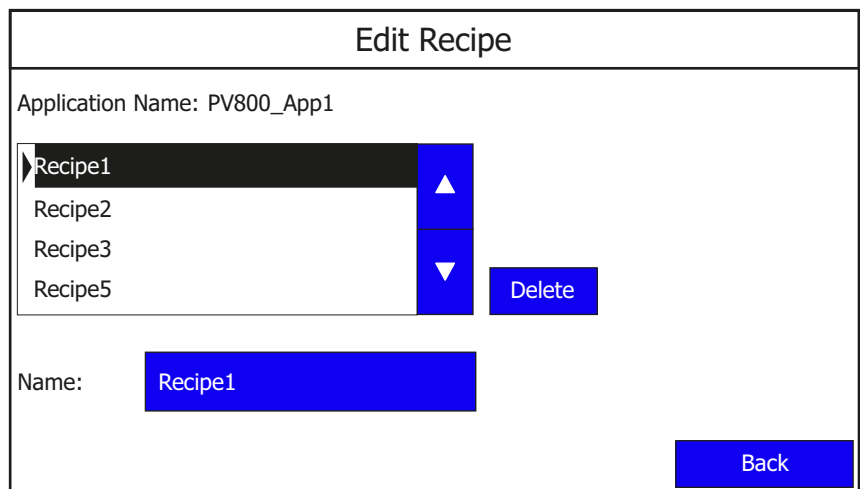 Edit Recipe
Application Name: PV800_App1
Recipe1
Recipe2
Recipe3
Recipe5
Delete
Name:
Recipe1
Back